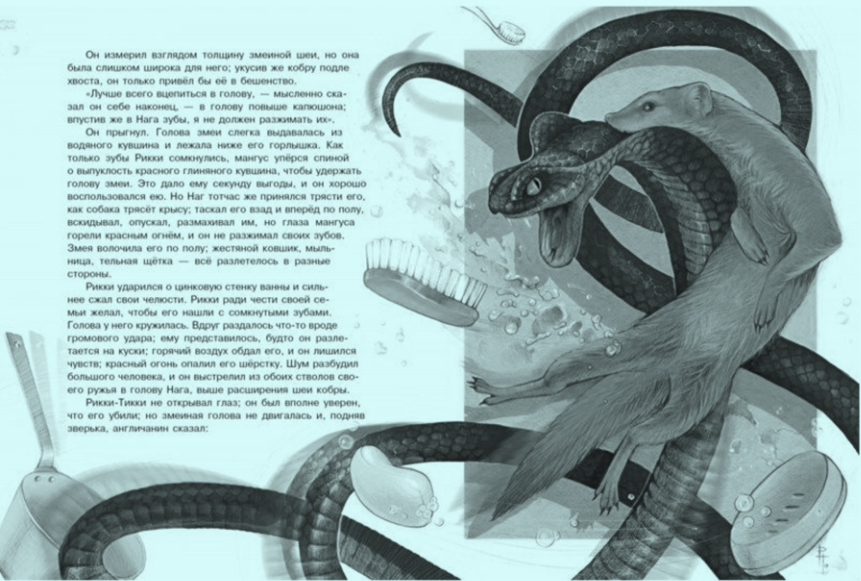 Он измерил взглядом толщину змеиной шеи, но она
была слишком широка для него; укусив же кобру подле
хвоста, он только привёл бы её в бешенство.
«Лучше всего вцепиться в голову, — мысленно ска-
зал он себе наконец, — в голову повыше капюшона;
впустив же в Нага зубы, я не должен разжимать их».
Он прыгнул. Голова змеи слегка выдавалась из
водяного кувшина и лежала ниже его горлышка. Как
только зубы Рикки сомкнулись, мангус упёрся спиной
о выпуклость красного глиняного кувшина, чтобы удержать
голову змеи. Это дало ему секунду выгоды, и он хорошо
воспользовался ею. Но Наг тотчас же принялся трясти его,
как собака трясёт крысу; таскал его взад и вперёд по полу,
вскидывал, опускал, размахивал им, но глаза мангуса
горели красным огнём, и он не разжимал своих зубов.
Змея волочила его по полу; жестяной ковшик, мыль-
ница, тельная щётка — всё разлетелось в разные
стороны.
Рикки ударился о цинковую стенку ванны и силь-
нее сжал свои челюсти. Рикки ради чести своей се-
мьи желал, чтобы его нашли с сомкнутыми зубами.
Голова у него кружилась. Вдруг раздалось что-то вроде
громового удара; ему представилось, будто он разле-
тается на куски; горячий воздух обдал его, и он лишился
чувств; красный огонь опалил его шёрстку. Шум разбудил
большого человека, и он выстрелил из обоих стволов сво-
его ружья в голову Нага, выше расширения шеи кобры.
Рикки-Тикки не открывал глаз; он был вполне уверен,
что его убили; но змеиная голова не двигалась и, подняв
зверька, англичанин сказал: